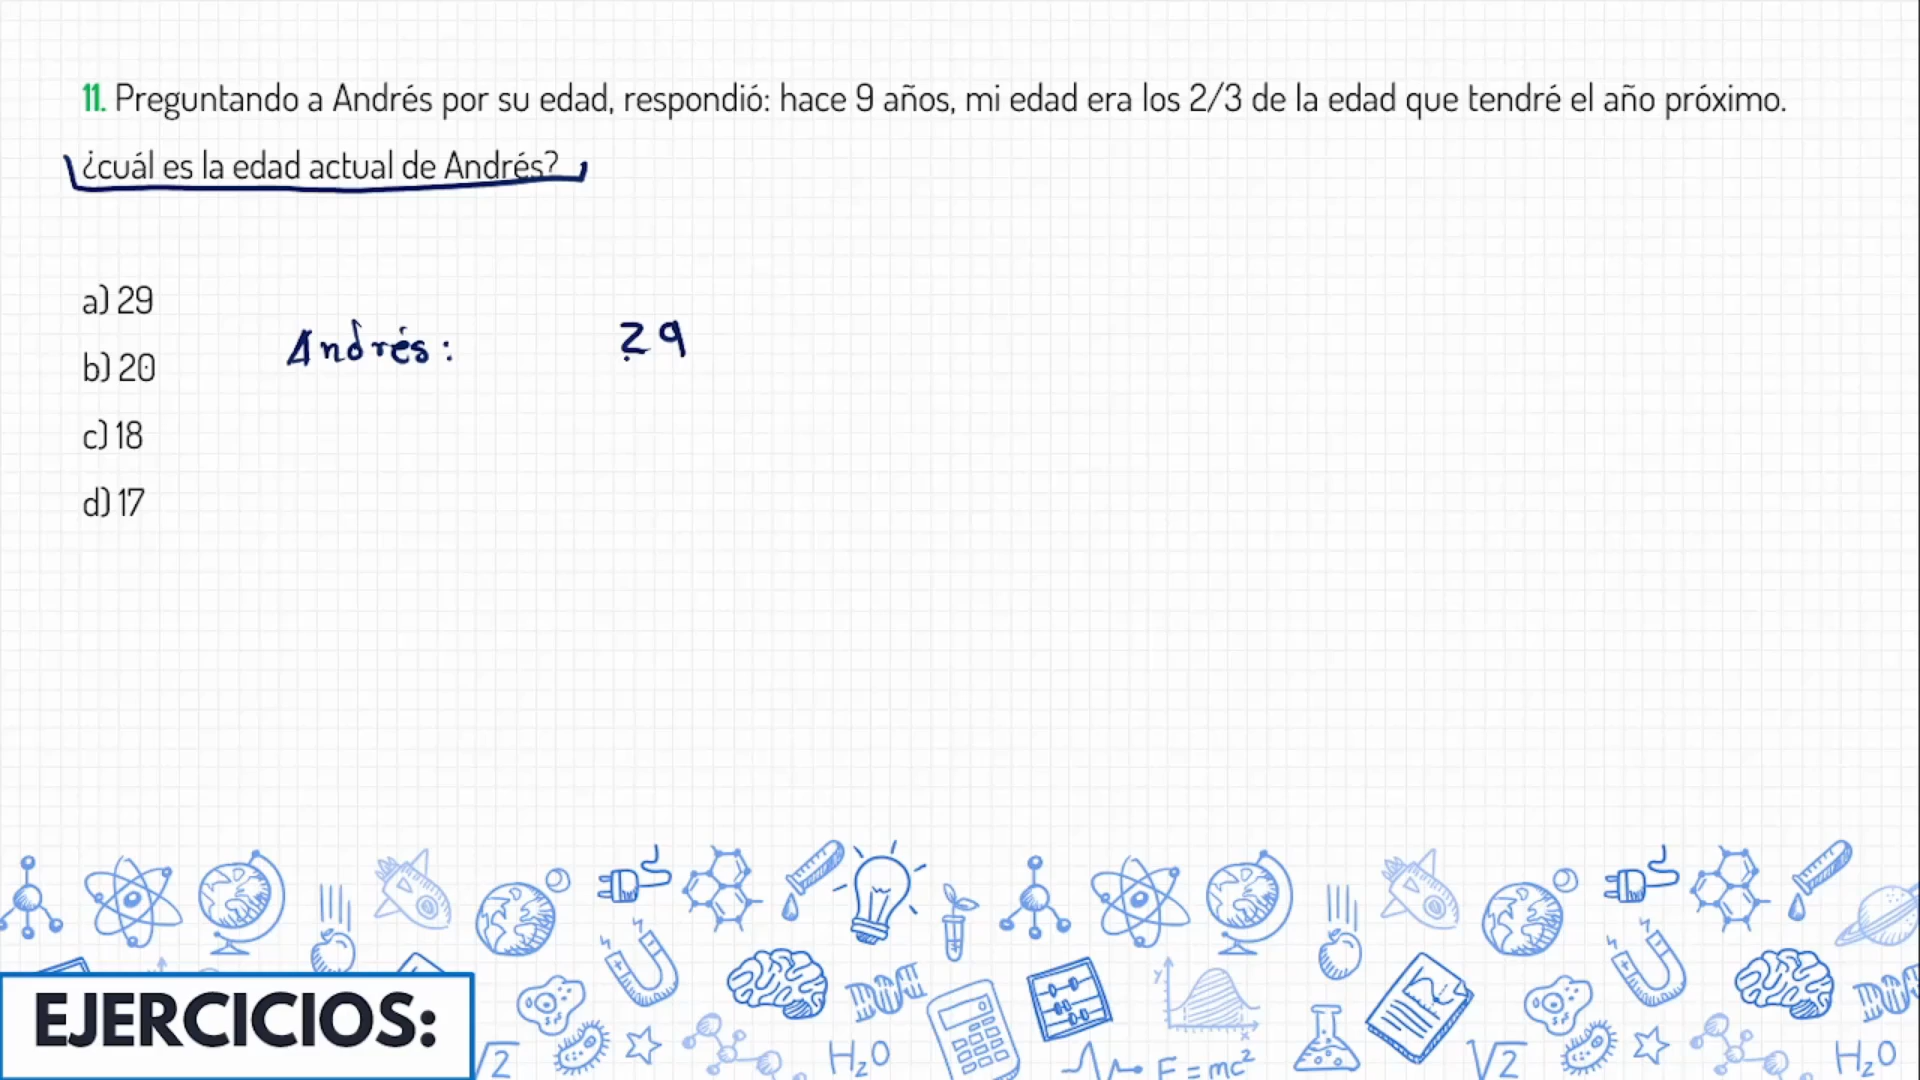 11. Preguntando a Andrés por su edad, respondió: hace 9 años, mi edad era los 2/3 de la edad que tendré el año próximo.
¿cuál es la edad actual de Andrés?
a) 29
Andrés: 29
b) 20
c) 18
d) 17
EJERCICIOS:
√2
H₂O
y
x
F = mc²
√2
H₂O